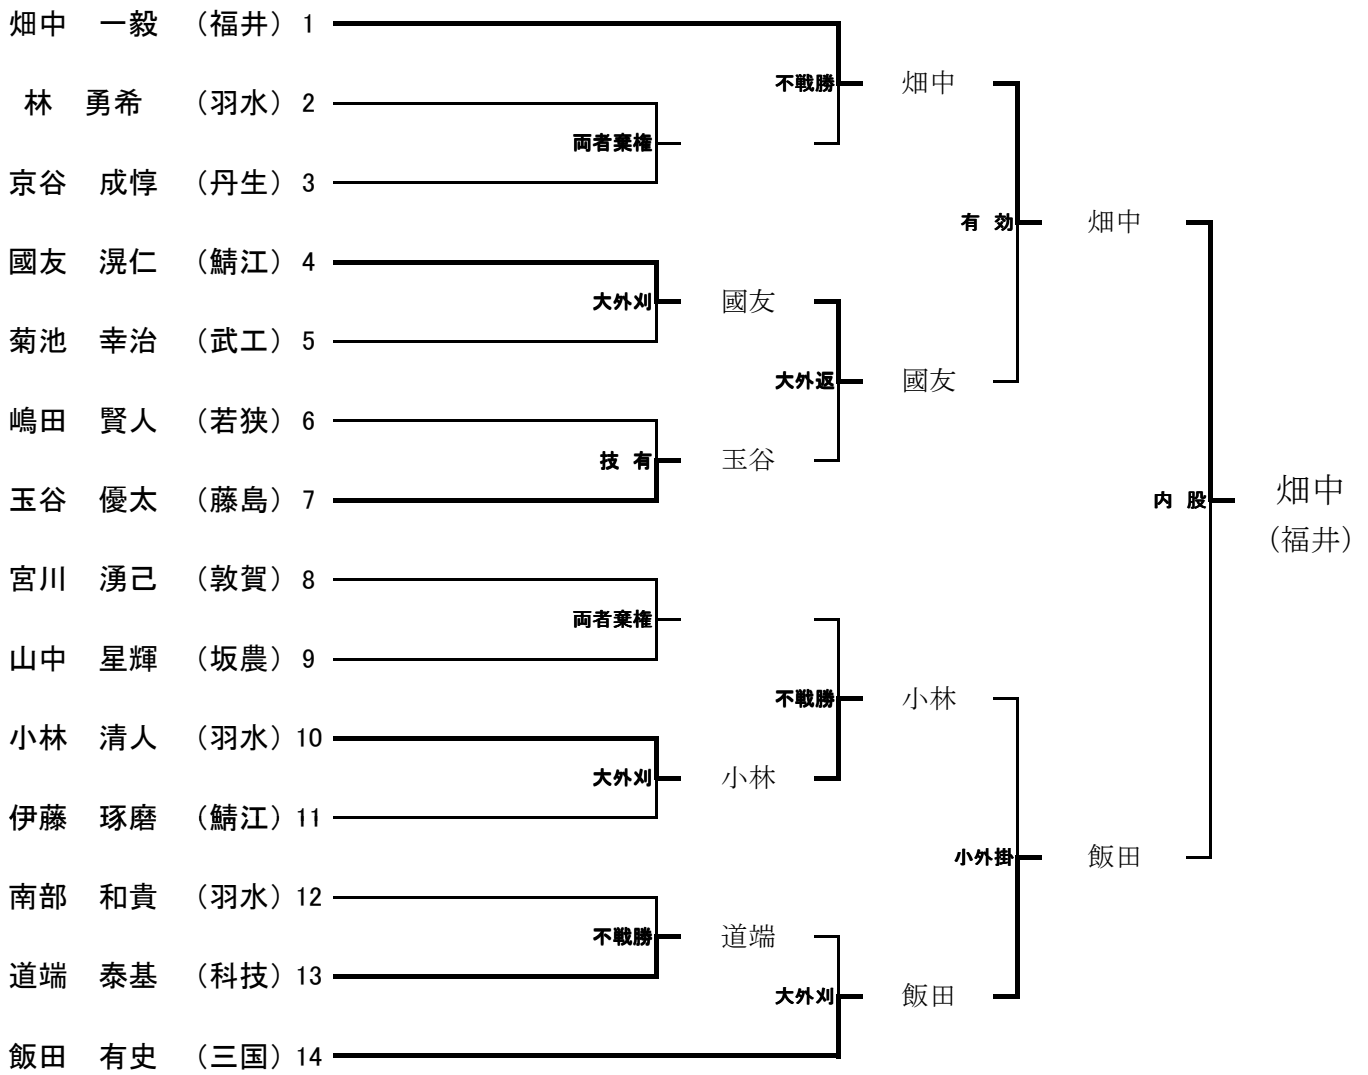 畑中 一毅 （福井） 1
不戦勝 畑中
林 勇希 （羽水） 2
両者棄権
京谷 成惇 （丹生） 3
有 効 畑中
國友 滉仁 （鯖江） 4
大外刈 國友
菊池 幸治 （武工） 5
大外返 國友
嶋田 賢人 （若狭） 6
技 有 玉谷
玉谷 優太 （藤島） 7
内 股 畑中
（福井）
宮川 湧己 （敦賀） 8
両者棄権
山中 星輝 （坂農） 9
不戦勝 小林
小林 清人 （羽水） 10
大外刈 小林
伊藤 琢磨 （鯖江） 11
小外掛 飯田
南部 和貴 （羽水） 12
不戦勝 道端
道端 泰基 （科技） 13
大外刈 飯田
飯田 有史 （三国） 14